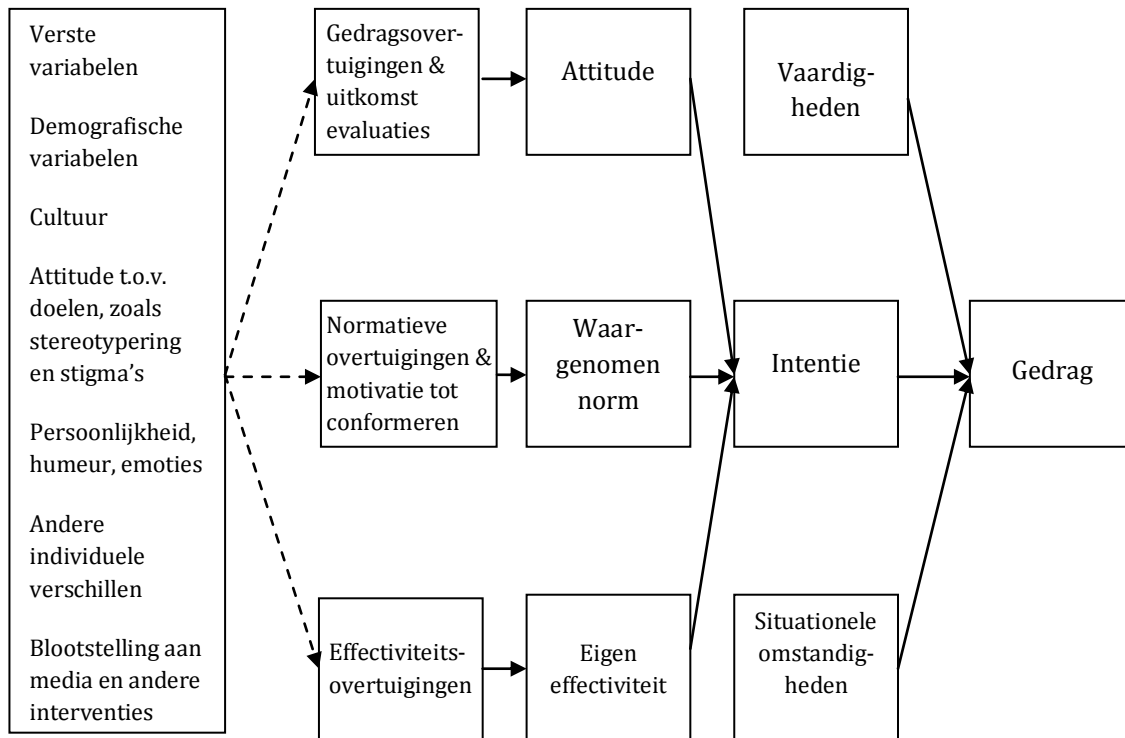 Verste
variabelen
Demografische
variabelen
Cultuur
Attitude t.o.v.
doelen, zoals
stereotypering
en stigma’s
Persoonlijkheid,
humeur, emoties
Andere
individuele
verschillen
Blootstelling aan
media en andere
interventies
Gedragsover-
tuigingen &
uitkomst
evaluaties
Attitude
Vaardig-
heden
Normatieve
overtuigingen &
motivatie tot
conformeren
Waar-
genomen
norm
Intentie
Gedrag
Effectiviteits-
overtuigingen
Eigen
effectiviteit
Situationele
omstandig-
heden